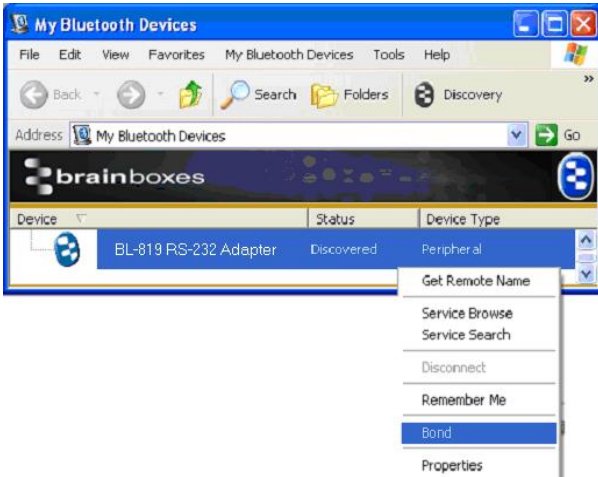 My Bluetooth Devices
File Edit View Favorites My Bluetooth Devices Tools Help
Back Search Folders Discovery »
Address My Bluetooth Devices Go
brainboxes
Device Status Device Type
BL-819 RS-232 Adapter Discovered Peripheral
Get Remote Name
Service Browse
Service Search
Disconnect
Remember Me
Bond
Properties